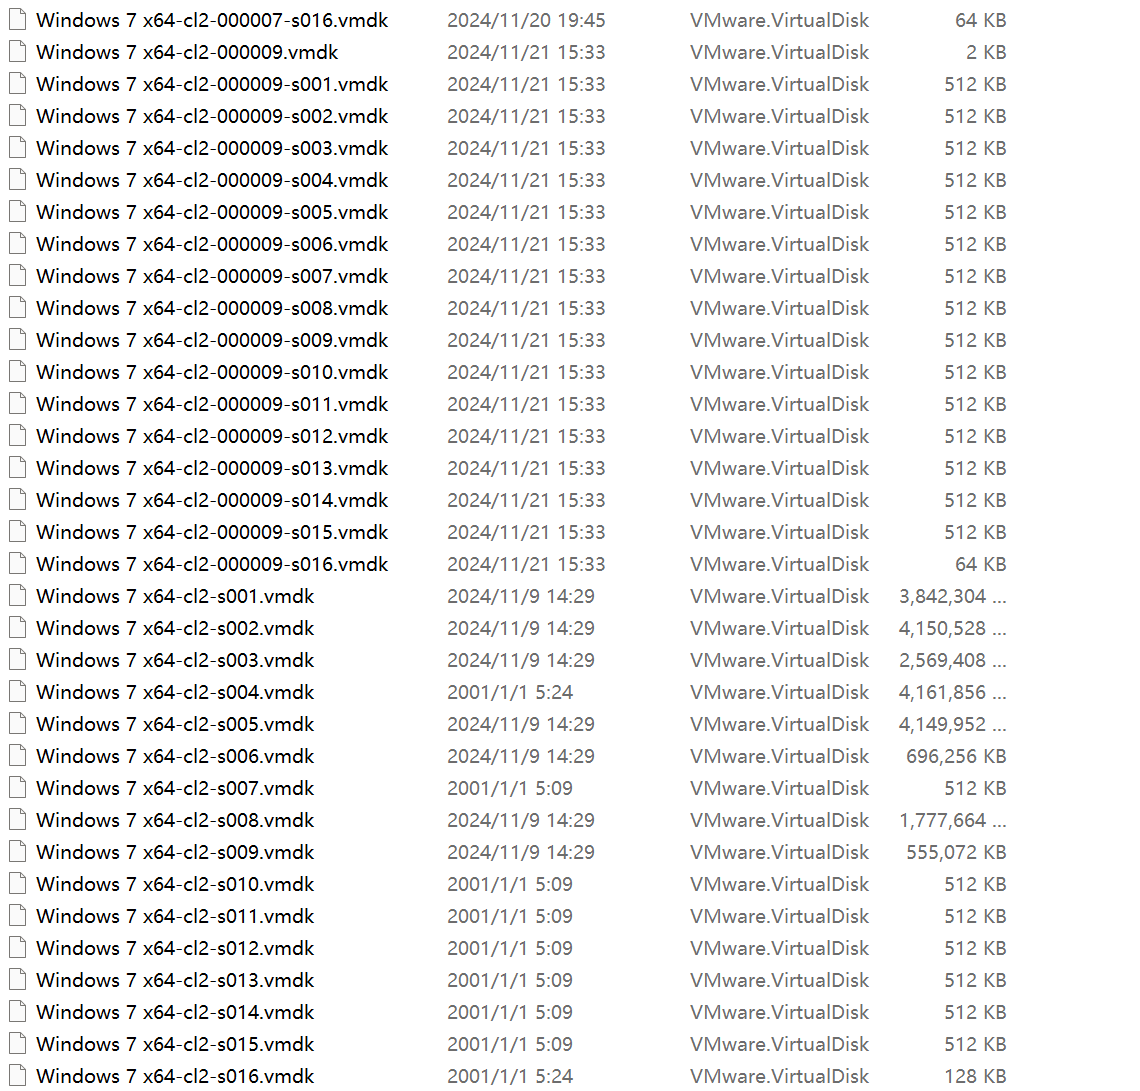 Windows 7 x64-cl2-000007-s016.vmdk 2024/11/20 19:45 VMware.VirtualDisk 64 KB
Windows 7 x64-cl2-000009.vmdk 2024/11/21 15:33 VMware.VirtualDisk 2 KB
Windows 7 x64-cl2-000009-s001.vmdk 2024/11/21 15:33 VMware.VirtualDisk 512 KB
Windows 7 x64-cl2-000009-s002.vmdk 2024/11/21 15:33 VMware.VirtualDisk 512 KB
Windows 7 x64-cl2-000009-s003.vmdk 2024/11/21 15:33 VMware.VirtualDisk 512 KB
Windows 7 x64-cl2-000009-s004.vmdk 2024/11/21 15:33 VMware.VirtualDisk 512 KB
Windows 7 x64-cl2-000009-s005.vmdk 2024/11/21 15:33 VMware.VirtualDisk 512 KB
Windows 7 x64-cl2-000009-s006.vmdk 2024/11/21 15:33 VMware.VirtualDisk 512 KB
Windows 7 x64-cl2-000009-s007.vmdk 2024/11/21 15:33 VMware.VirtualDisk 512 KB
Windows 7 x64-cl2-000009-s008.vmdk 2024/11/21 15:33 VMware.VirtualDisk 512 KB
Windows 7 x64-cl2-000009-s009.vmdk 2024/11/21 15:33 VMware.VirtualDisk 512 KB
Windows 7 x64-cl2-000009-s010.vmdk 2024/11/21 15:33 VMware.VirtualDisk 512 KB
Windows 7 x64-cl2-000009-s011.vmdk 2024/11/21 15:33 VMware.VirtualDisk 512 KB
Windows 7 x64-cl2-000009-s012.vmdk 2024/11/21 15:33 VMware.VirtualDisk 512 KB
Windows 7 x64-cl2-000009-s013.vmdk 2024/11/21 15:33 VMware.VirtualDisk 512 KB
Windows 7 x64-cl2-000009-s014.vmdk 2024/11/21 15:33 VMware.VirtualDisk 512 KB
Windows 7 x64-cl2-000009-s015.vmdk 2024/11/21 15:33 VMware.VirtualDisk 512 KB
Windows 7 x64-cl2-000009-s016.vmdk 2024/11/21 15:33 VMware.VirtualDisk 64 KB
Windows 7 x64-cl2-s001.vmdk 2024/11/9 14:29 VMware.VirtualDisk 3,842,304 ...
Windows 7 x64-cl2-s002.vmdk 2024/11/9 14:29 VMware.VirtualDisk 4,150,528 ...
Windows 7 x64-cl2-s003.vmdk 2024/11/9 14:29 VMware.VirtualDisk 2,569,408 ...
Windows 7 x64-cl2-s004.vmdk 2001/1/1 5:24 VMware.VirtualDisk 4,161,856 ...
Windows 7 x64-cl2-s005.vmdk 2024/11/9 14:29 VMware.VirtualDisk 4,149,952 ...
Windows 7 x64-cl2-s006.vmdk 2024/11/9 14:29 VMware.VirtualDisk 696,256 KB
Windows 7 x64-cl2-s007.vmdk 2001/1/1 5:09 VMware.VirtualDisk 512 KB
Windows 7 x64-cl2-s008.vmdk 2024/11/9 14:29 VMware.VirtualDisk 1,777,664 ...
Windows 7 x64-cl2-s009.vmdk 2024/11/9 14:29 VMware.VirtualDisk 555,072 KB
Windows 7 x64-cl2-s010.vmdk 2001/1/1 5:09 VMware.VirtualDisk 512 KB
Windows 7 x64-cl2-s011.vmdk 2001/1/1 5:09 VMware.VirtualDisk 512 KB
Windows 7 x64-cl2-s012.vmdk 2001/1/1 5:09 VMware.VirtualDisk 512 KB
Windows 7 x64-cl2-s013.vmdk 2001/1/1 5:09 VMware.VirtualDisk 512 KB
Windows 7 x64-cl2-s014.vmdk 2001/1/1 5:09 VMware.VirtualDisk 512 KB
Windows 7 x64-cl2-s015.vmdk 2001/1/1 5:09 VMware.VirtualDisk 512 KB
Windows 7 x64-cl2-s016.vmdk 2001/1/1 5:24 VMware.VirtualDisk 128 KB